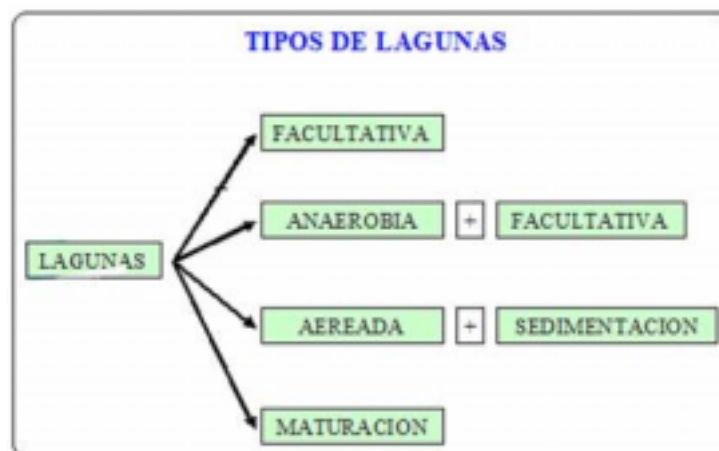 TIPOS DE LAGUNAS
FACULTATIVA
ANAEROBIA + FACULTATIVA
LAGUNAS
AEREADA + SEDIMENTACION
MATURACION